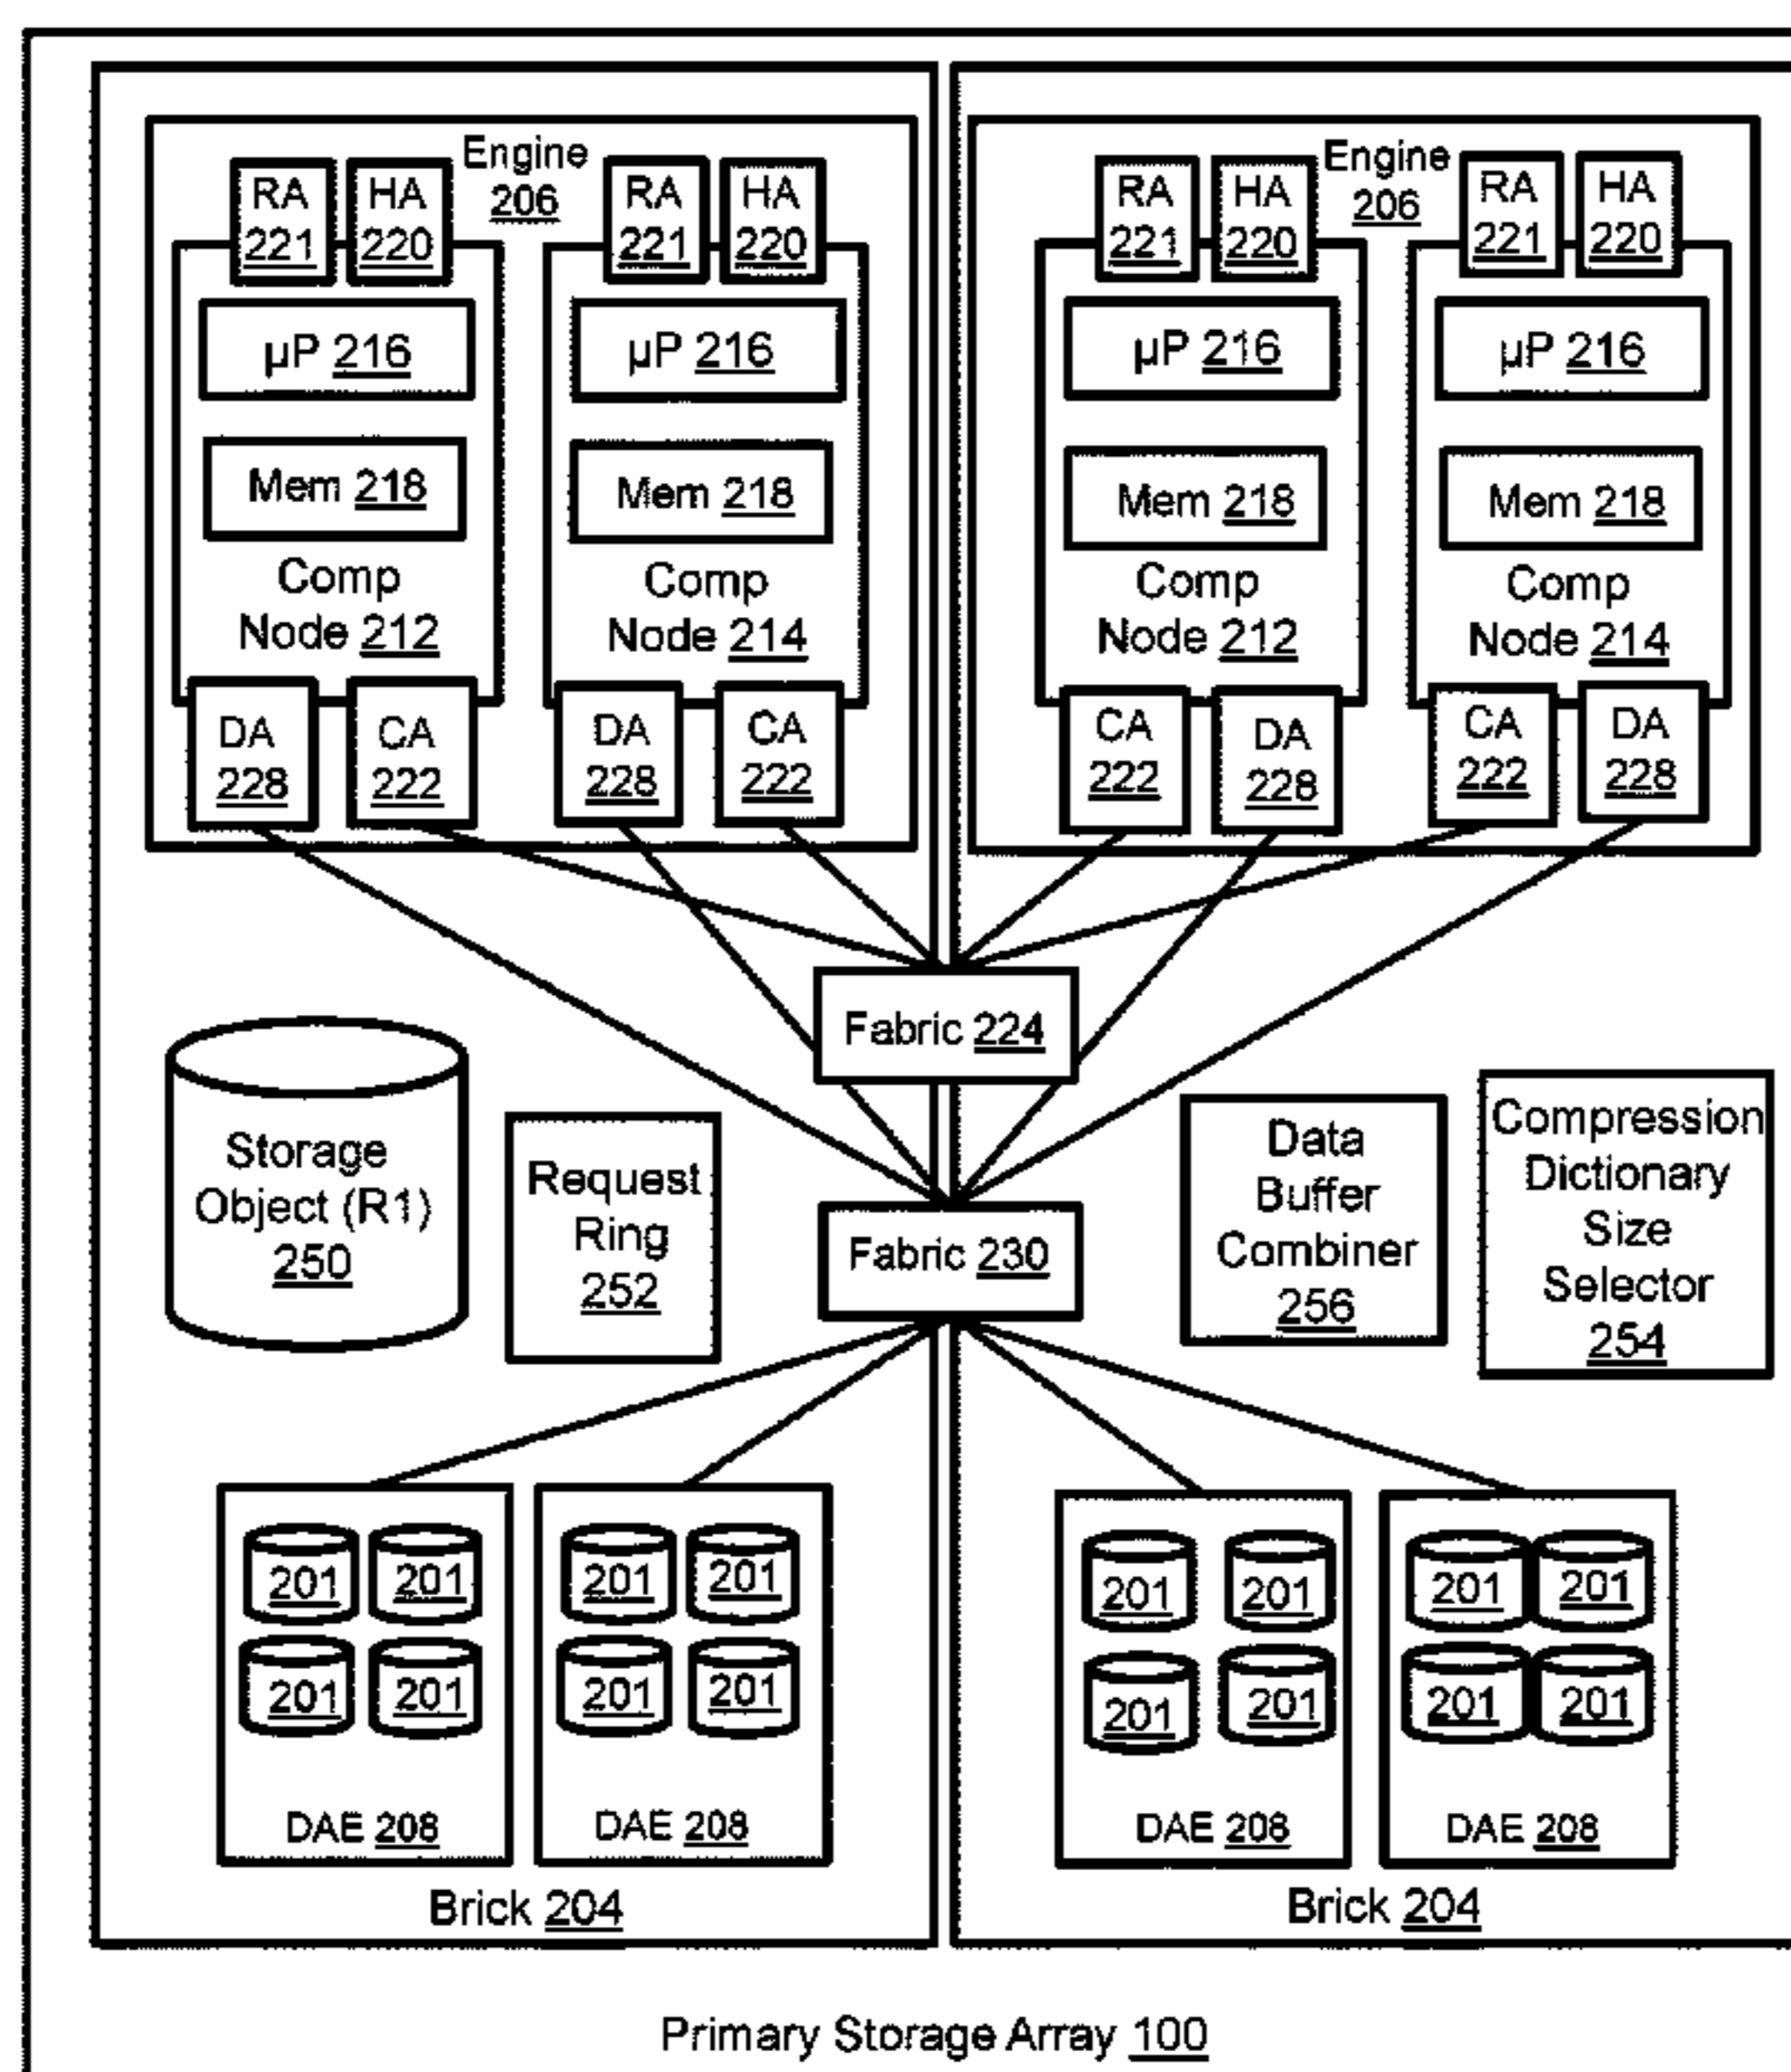 Engine
206
RA
221
HA
220
RA
221
HA
220
µP 216
µP 216
Mem 218
Mem 218
Comp
Node 212
Comp
Node 214
DA
228
CA
222
DA
228
CA
222
Engine
206
RA
221
HA
220
RA
221
HA
220
µP 216
µP 216
Mem 218
Mem 218
Comp
Node 212
Comp
Node 214
CA
222
DA
228
CA
222
DA
228
Fabric 224
Storage
Object (R1)
250
Request
Ring
252
Fabric 230
Data
Buffer
Combiner
256
Compression
Dictionary
Size
Selector
254
201
201
201
201
DAE 208
201
201
201
201
DAE 208
201
201
201
201
DAE 208
201
201
201
201
DAE 208
Brick 204
Brick 204
Primary Storage Array 100